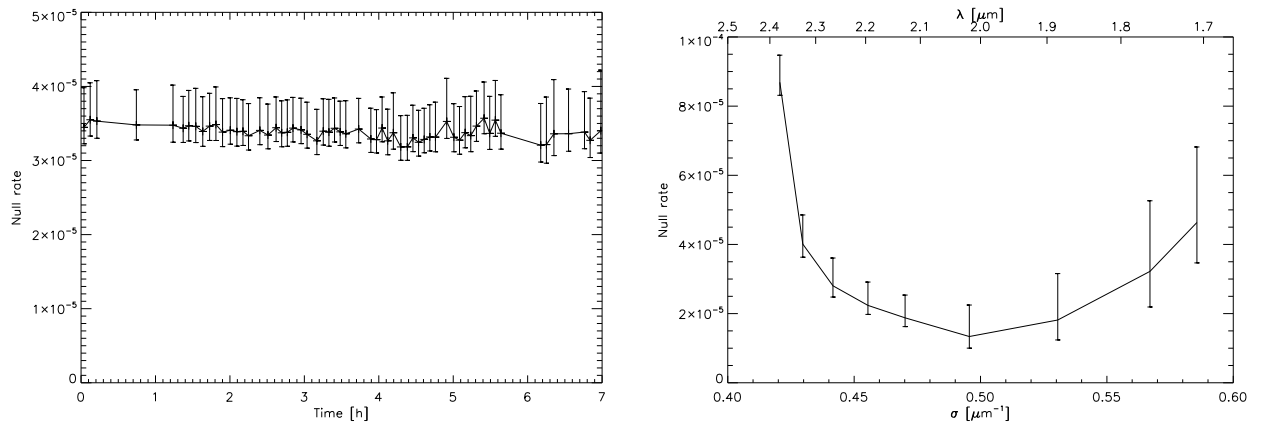 5×10⁻⁵
4×10⁻⁵
3×10⁻⁵
2×10⁻⁵
1×10⁻⁵
0
Null rate
0 1 2 3 4 5 6 7
Time [h]
λ [μm]
2.5 2.4 2.3 2.2 2.1 2.0 1.9 1.8 1.7
1×10⁻⁴
8×10⁻⁵
6×10⁻⁵
4×10⁻⁵
2×10⁻⁵
0
Null rate
0.40 0.45 0.50 0.55 0.60
σ [μm⁻¹]